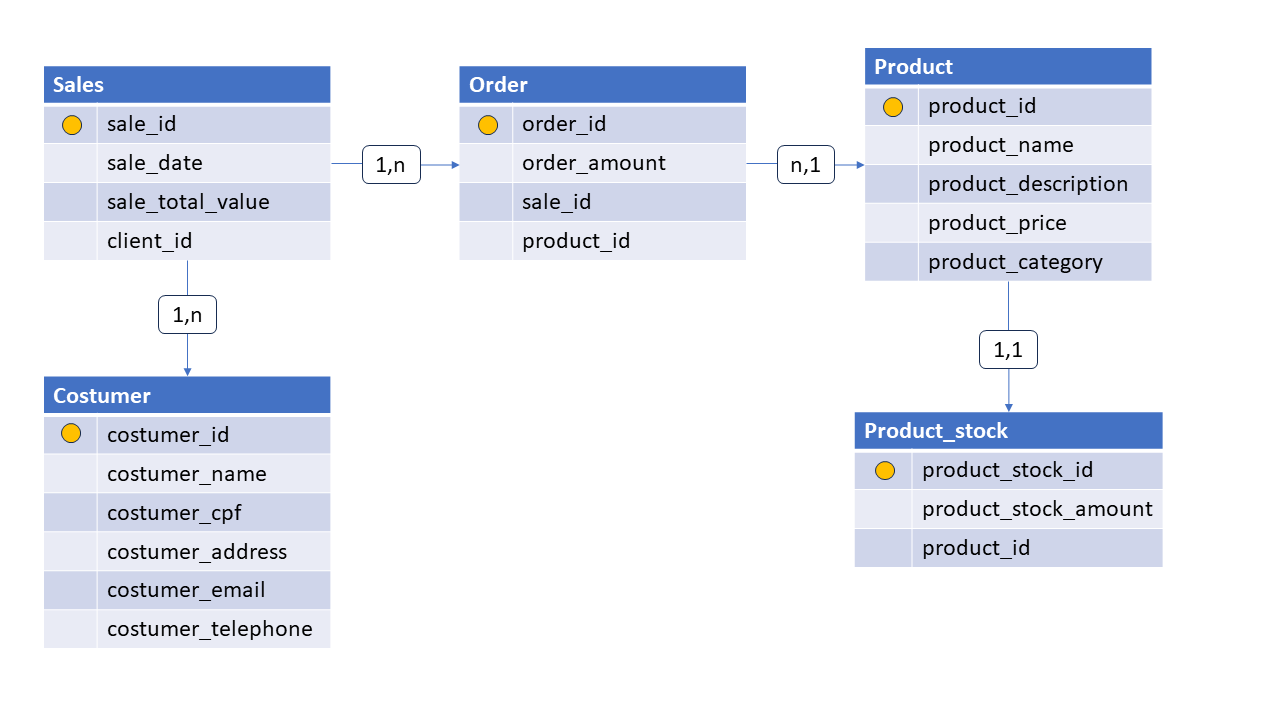 Sales
sale_id
sale_date
sale_total_value
client_id
1,n
Order
order_id
order_amount
sale_id
product_id
n,1
Product
product_id
product_name
product_description
product_price
product_category
1,n
1,1
Costumer
costumer_id
costumer_name
costumer_cpf
costumer_address
costumer_email
costumer_telephone
Product_stock
product_stock_id
product_stock_amount
product_id